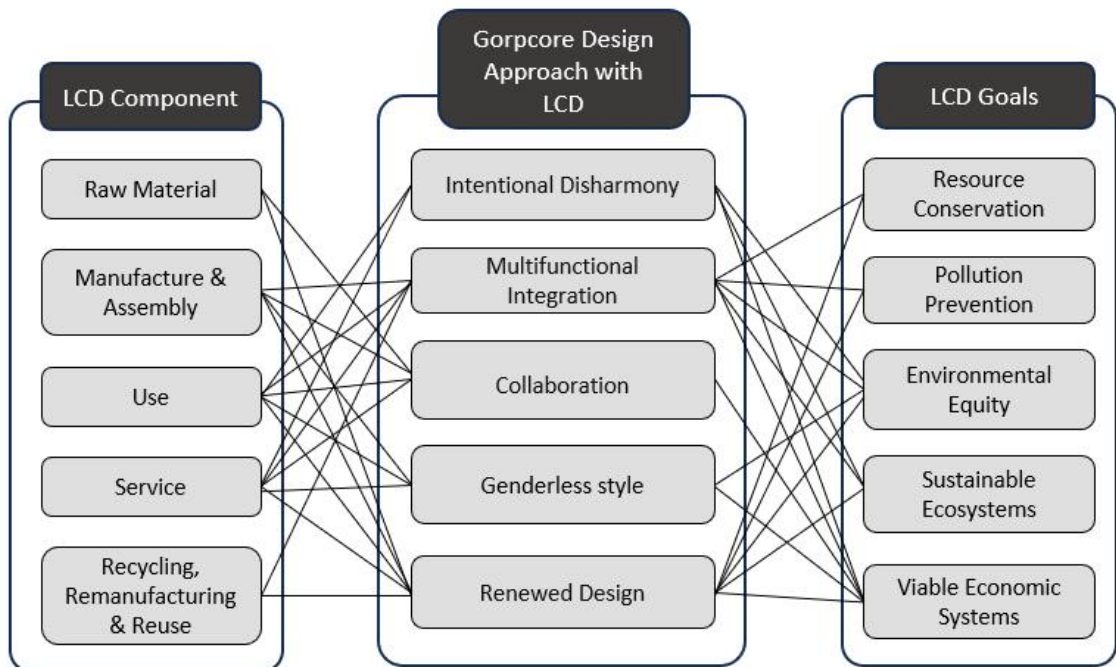 LCD Component
Raw Material
Manufacture &
Assembly
Use
Service
Recycling,
Remanufacturing
& Reuse
Gorpcore Design
Approach with
LCD
Intentional Disharmony
Multifunctional
Integration
Collaboration
Genderless style
Renewed Design
LCD Goals
Resource
Conservation
Pollution
Prevention
Environmental
Equity
Sustainable
Ecosystems
Viable Economic
Systems